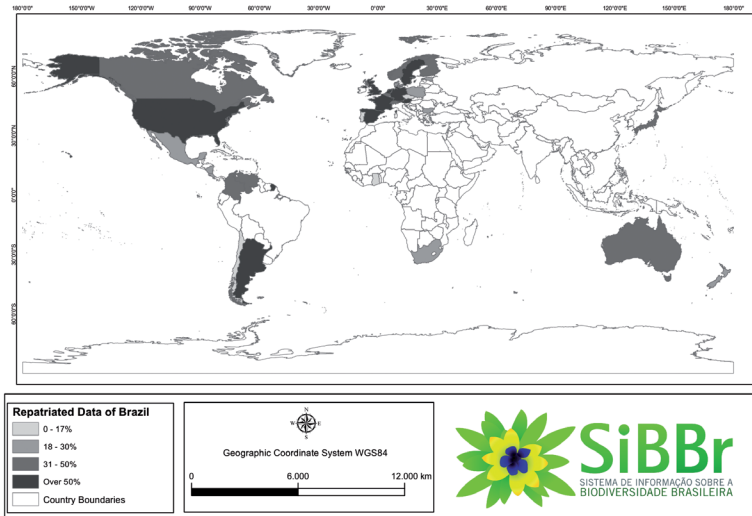 180°0'0" 150°0'0"W 120°0'0"W 90°0'0"W 60°0'0"W 30°0'0"W 0°0'0" 30°0'0"E 60°0'0"E 90°0'0"E 120°0'0"E 150°0'0"E 180°0'0"
60°0'0"N
30°0'0"N
0°0'0"
30°0'0"S
60°0'0"S
Repatriated Data of Brazil
0 - 17%
18 - 30%
31 - 50%
Over 50%
Country Boundaries
N
W E
S
Geographic Coordinate System WGS84
0 6.000 12.000 km
SiBBr
SISTEMA DE INFORMAÇÃO SOBRE A
BIODIVERSIDADE BRASILEIRA